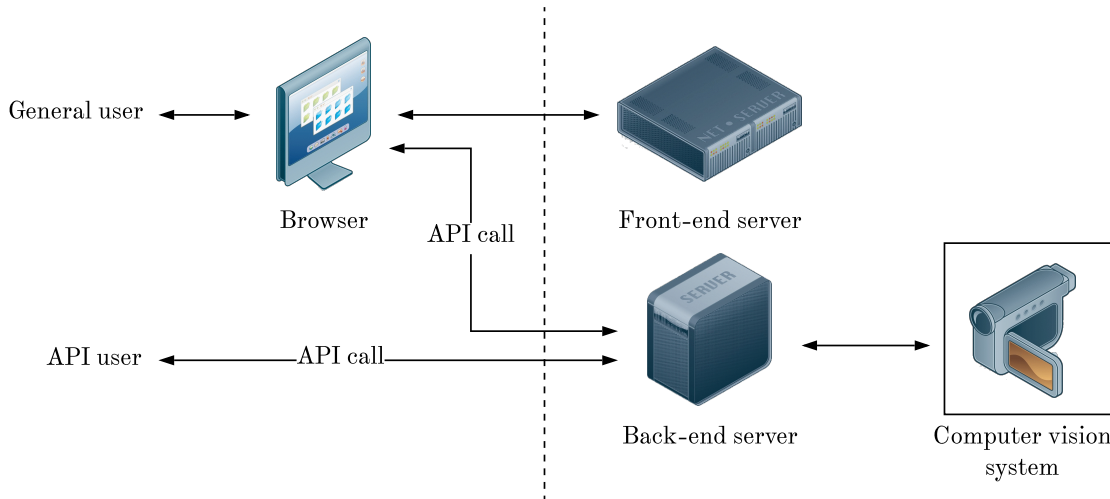 General user
NET SERVER
Browser
Front-end server
API call
SERVER
API user
API call
Back-end server
Computer vision
system